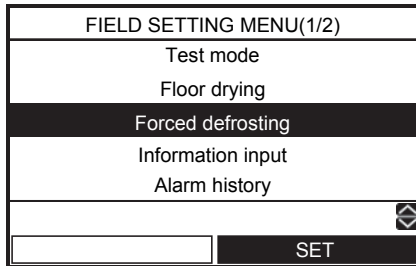 FIELD SETTING MENU(1/2)
Test mode
Floor drying
Forced defrosting
Information input
Alarm history
SET